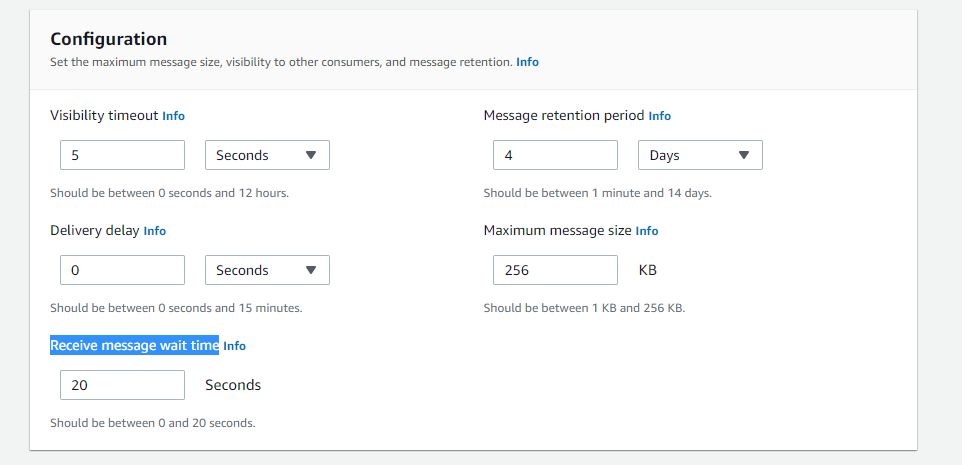 Configuration
Set the maximum message size, visibility to other consumers, and message retention. Info
Visibility timeout Info
5 Seconds
Should be between 0 seconds and 12 hours.
Message retention period Info
4 Days
Should be between 1 minute and 14 days.
Delivery delay Info
0 Seconds
Should be between 0 seconds and 15 minutes.
Maximum message size Info
256 KB
Should be between 1 KB and 256 KB.
Receive message wait time Info
20 Seconds
Should be between 0 and 20 seconds.